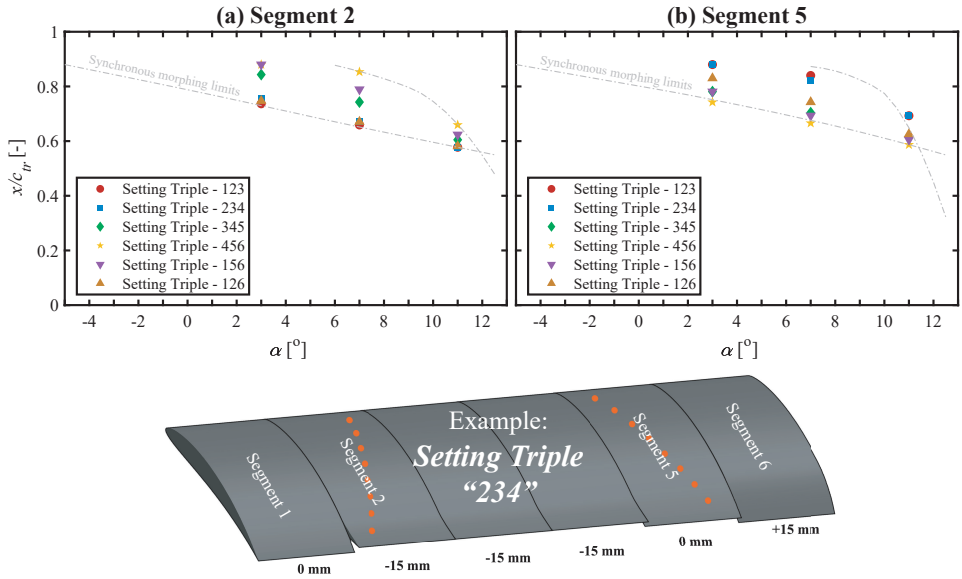 (a) Segment 2
(b) Segment 5
1
0.8
0.6
0.4
0.2
0
x/c_tr [-]
Synchronous morphing limits
Setting Triple - 123
Setting Triple - 234
Setting Triple - 345
Setting Triple - 456
Setting Triple - 156
Setting Triple - 126
-4 -2 0 2 4 6 8 10 12
α [°]
Synchronous morphing limits
Setting Triple - 123
Setting Triple - 234
Setting Triple - 345
Setting Triple - 456
Setting Triple - 156
Setting Triple - 126
-4 -2 0 2 4 6 8 10 12
α [°]
Example:
Setting Triple
“234”
Segment 1
Segment 2
Segment 5
Segment 6
0 mm
-15 mm
-15 mm
-15 mm
0 mm
+15 mm